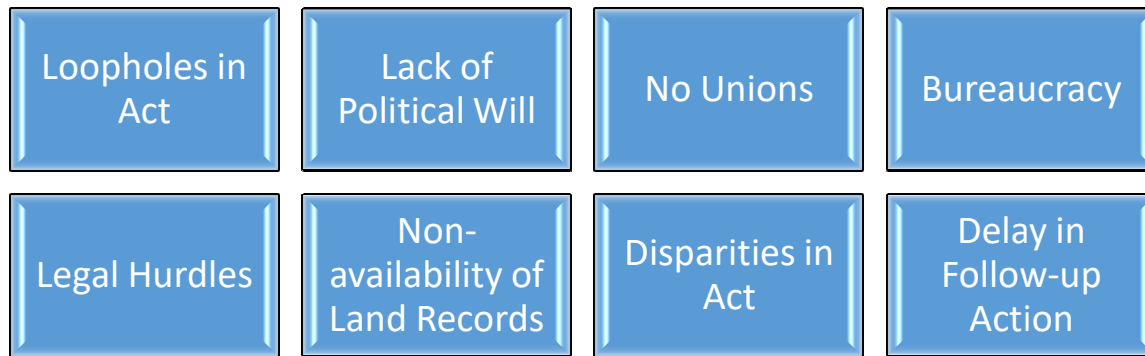 Loopholes in
Act
Lack of
Political Will
No Unions
Bureaucracy
Legal Hurdles
Non-
availability of
Land Records
Disparities in
Act
Delay in
Follow-up
Action